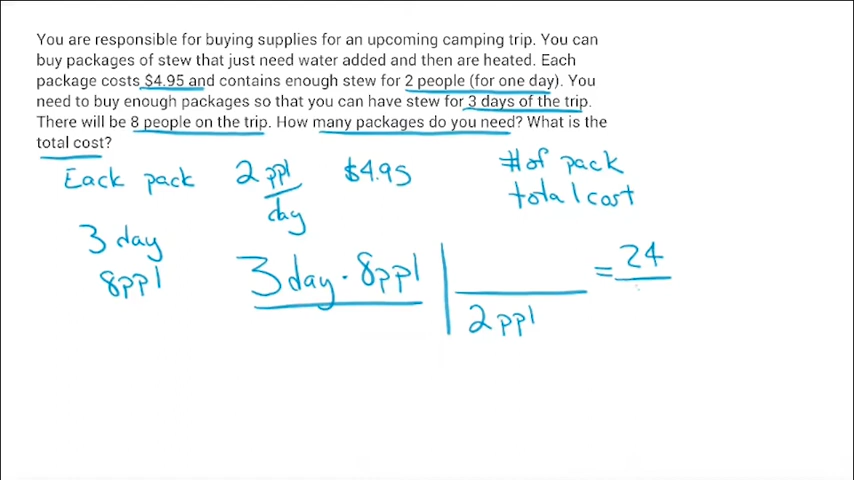 You are responsible for buying supplies for an upcoming camping trip. You can
buy packages of stew that just need water added and then are heated. Each
package costs $4.95 and contains enough stew for 2 people (for one day). You
need to buy enough packages so that you can have stew for 3 days of the trip.
There will be 8 people on the trip. How many packages do you need? What is the
total cost?
Eack pack 2 ppl/day $4.95 # of pack
total cost
3 day
8ppl
3 day · 8ppl | 2 ppl = 24